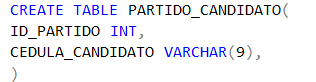 CREATE TABLE PARTIDO_CANDIDATO(
ID_PARTIDO INT,
CEDULA_CANDIDATO VARCHAR(9),
)